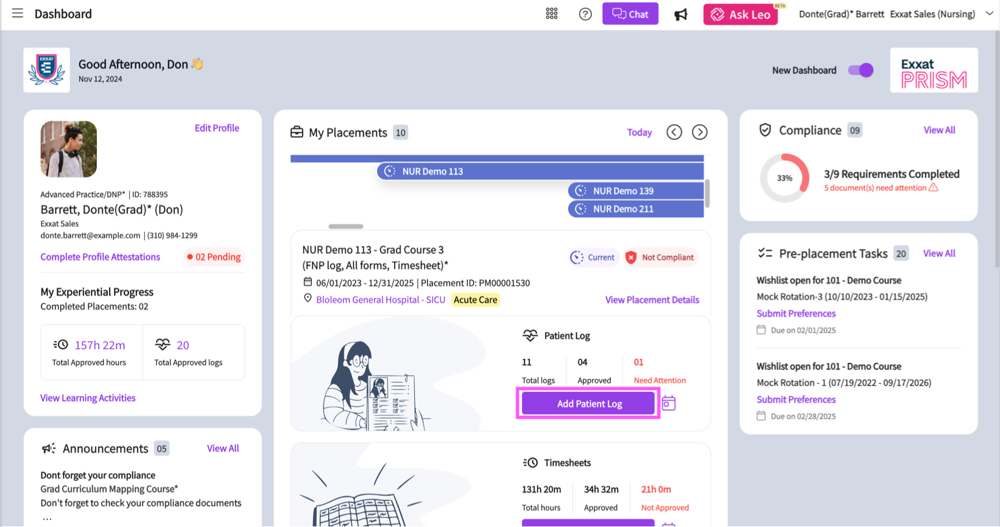 Dashboard
Chat
Ask Leo
BETA
Donte(Grad)* Barrett Exxat Sales (Nursing)
EXXAT
Good Afternoon, Don
Nov 12, 2024
New Dashboard
Exxat
PRISM
Edit Profile
Advanced Practice/DNP* | ID: 788395
Barrett, Donte(Grad)* (Don)
Exxat Sales
donte.barrett@example.com | (310) 984-1299
Complete Profile Attestations
02 Pending
My Experiential Progress
Completed Placements: 02
157h 22m
Total Approved hours
20
Total Approved logs
View Learning Activities
Announcements 05
View All
Dont forget your compliance
Grad Curriculum Mapping Course*
Don't forget to check your compliance documents
...
My Placements 10
Today
NUR Demo 113
NUR Demo 139
NUR Demo 211
NUR Demo 113 - Grad Course 3
(FNP log, All forms, Timesheet)*
Current
Not Compliant
06/01/2023 - 12/31/2025 | Placement ID: PM00001530
Bloleom General Hospital - SICU
Acute Care
View Placement Details
Patient Log
11
Total logs
04
Approved
01
Need Attention
Add Patient Log
Timesheets
131h 20m
Total hours
34h 32m
Approved
21h 0m
Not Approved
Compliance 09
View All
33%
3/9 Requirements Completed
5 document(s) need attention
Pre-placement Tasks 20
View All
Wishlist open for 101 - Demo Course
Mock Rotation-3 (10/10/2023 - 01/15/2025)
Submit Preferences
Due on 02/01/2025
Wishlist open for 101 - Demo Course
Mock Rotation - 1 (07/19/2022 - 09/17/2026)
Submit Preferences
Due on 02/28/2025